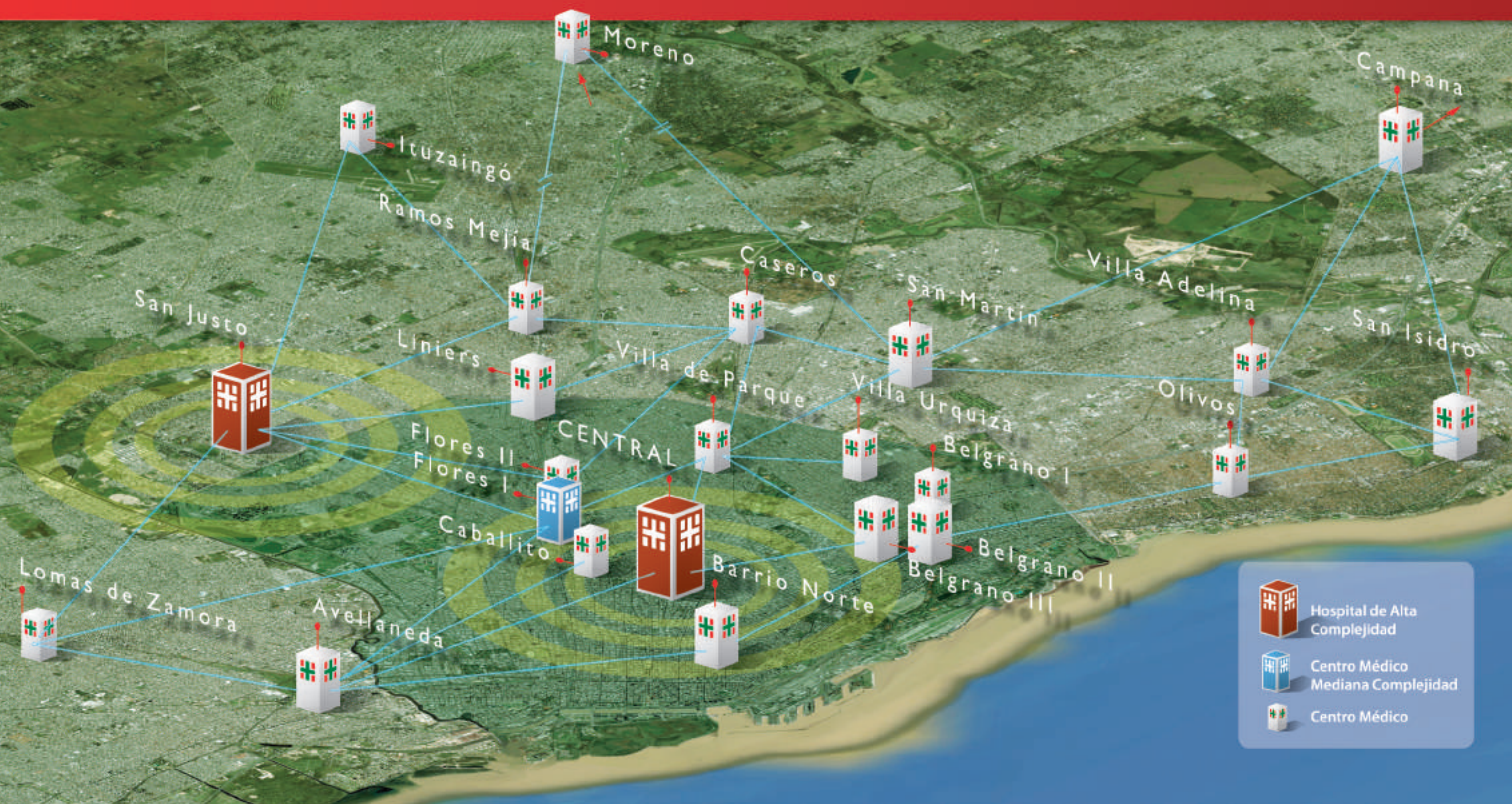 Moreno
Campana
Ituzaingó
Ramos Mejía
Caseros
Villa Adelina
San Martín
San Justo
San Isidro
Liniers
Villa de Parque
Villa Urquiza
Olivos
Flores II
CENTRAL
Belgrano I
Flores I
Caballito
Belgrano II
Barrio Norte
Belgrano III
Lomas de Zamora
Avellaneda
Hospital de Alta
Complejidad
Centro Médico
Mediana Complejidad
Centro Médico